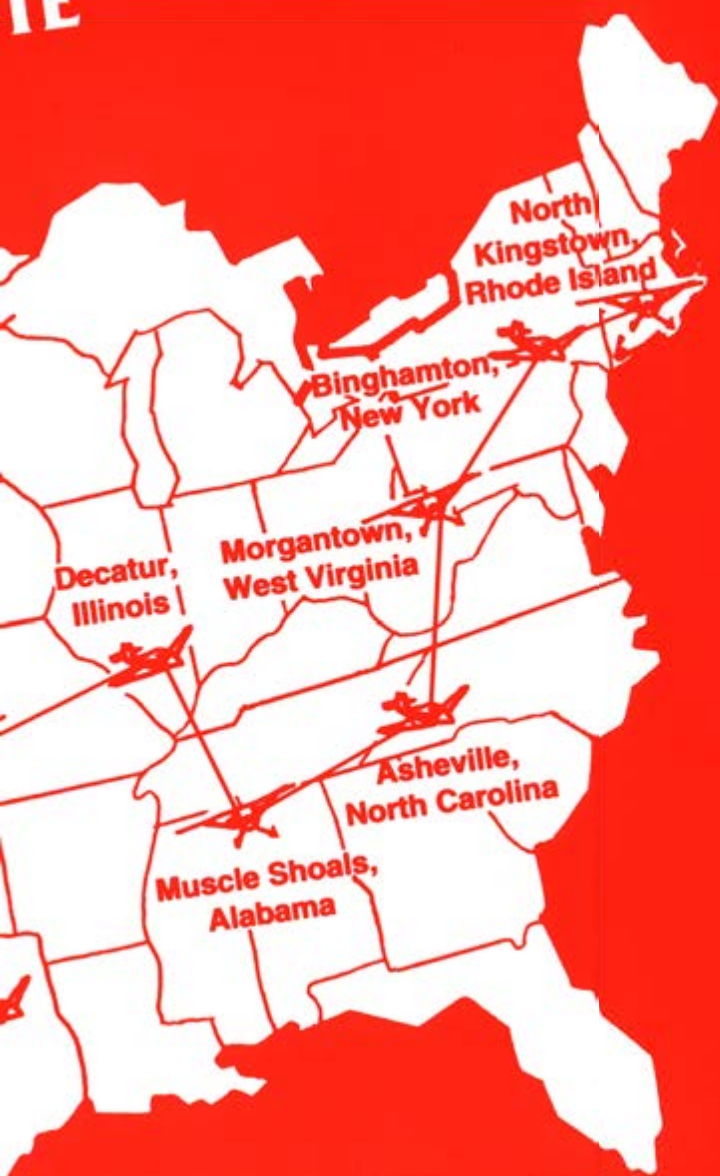 North
Kingstown,
Rhode Island
Binghamton,
New York
Morgantown,
West Virginia
Decatur,
Illinois
Asheville,
North Carolina
Muscle Shoals,
Alabama